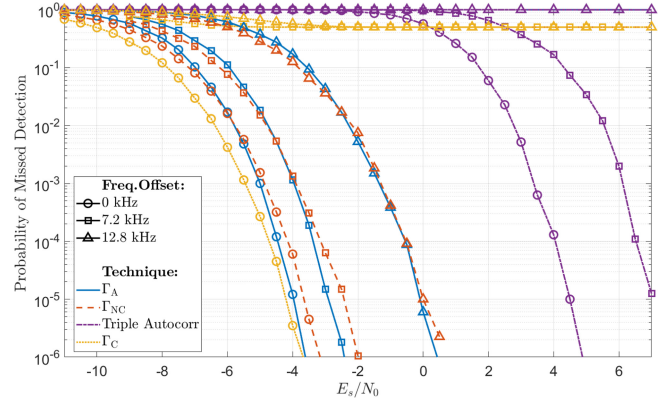 Probability of Missed Detection
10^0
10^-1
10^-2
10^-3
10^-4
10^-5
10^-6
Freq.Offset:
0 kHz
7.2 kHz
12.8 kHz
Technique:
Γ_A
Γ_NC
Triple Autocorr
Γ_C
-10 -8 -6 -4 -2 0 2 4 6
E_s/N_0